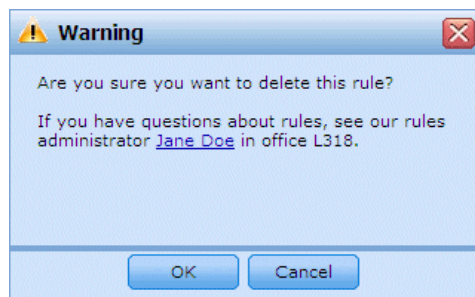 Warning
Are you sure you want to delete this rule?
If you have questions about rules, see our rules
administrator Jane Doe in office L318.
OK
Cancel